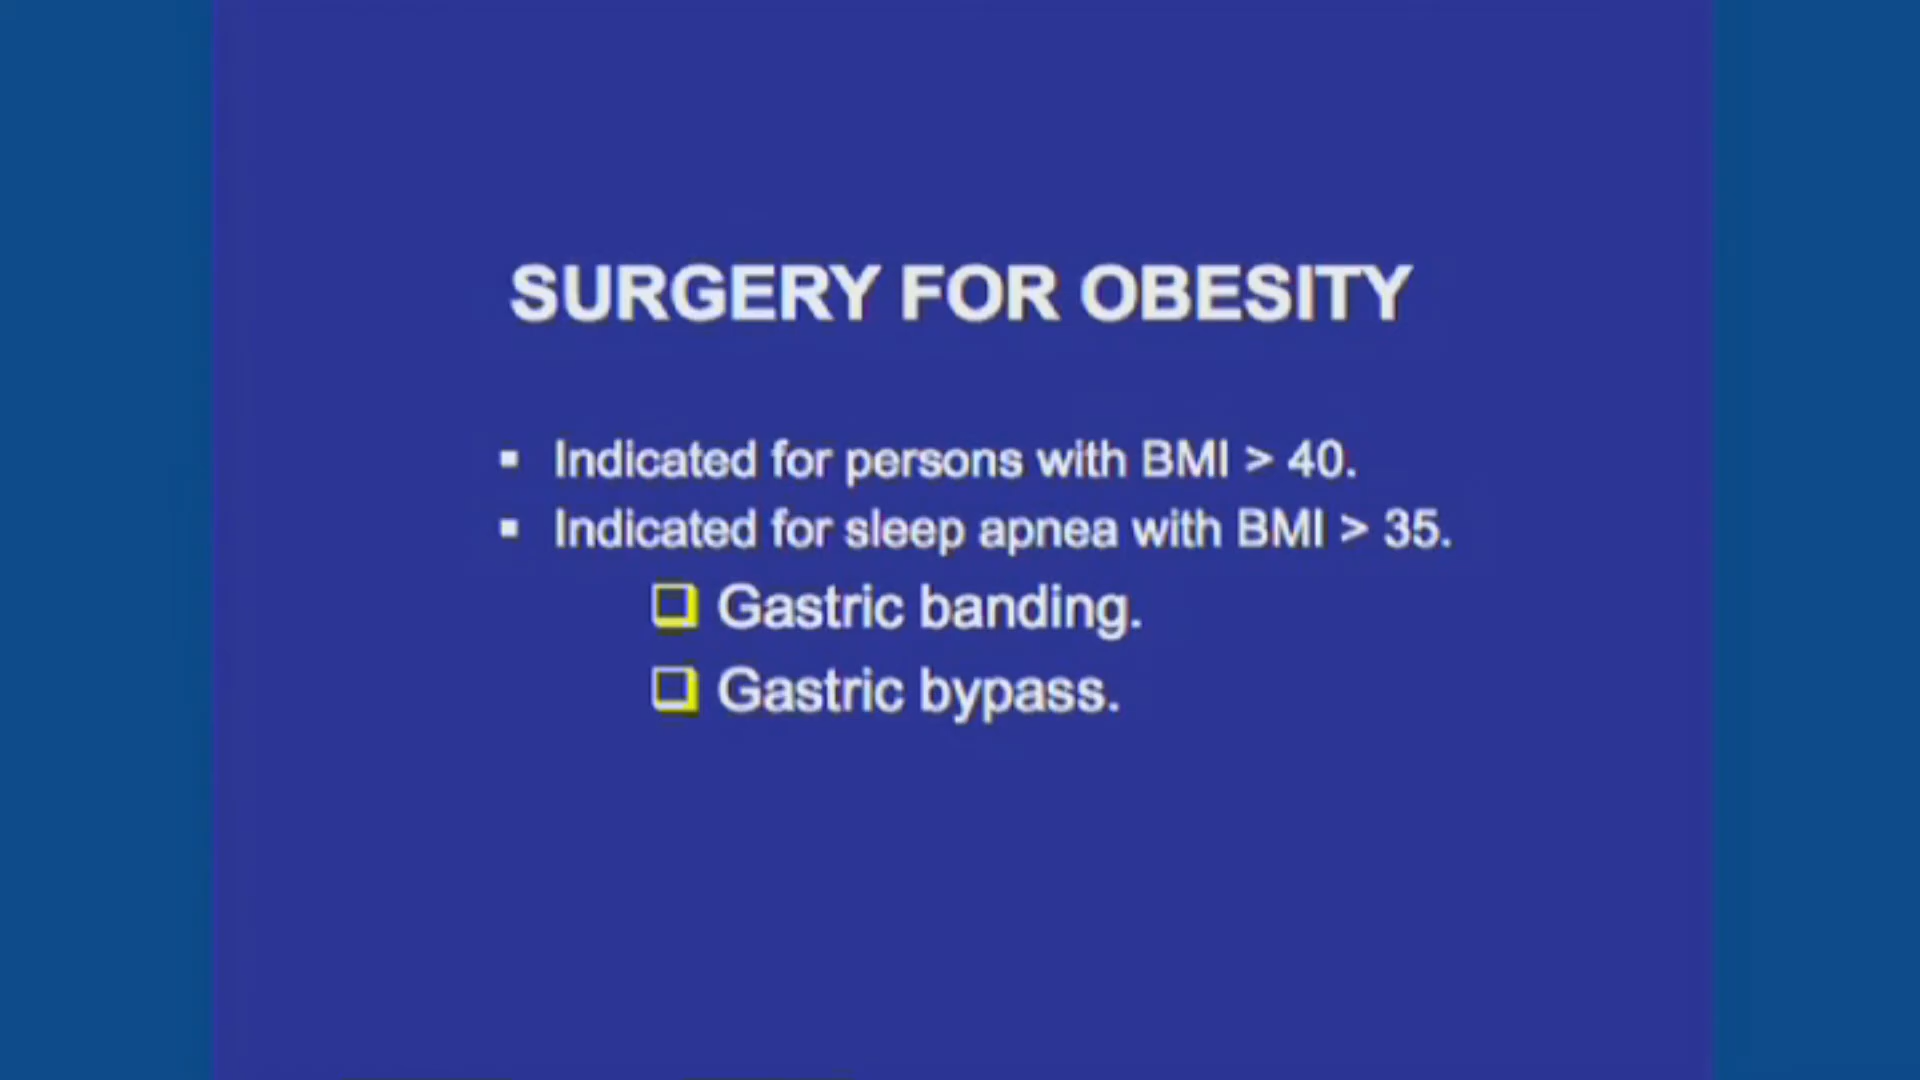 SURGERY FOR OBESITY
▪ Indicated for persons with BMI > 40.
▪ Indicated for sleep apnea with BMI > 35.
❑ Gastric banding.
❑ Gastric bypass.